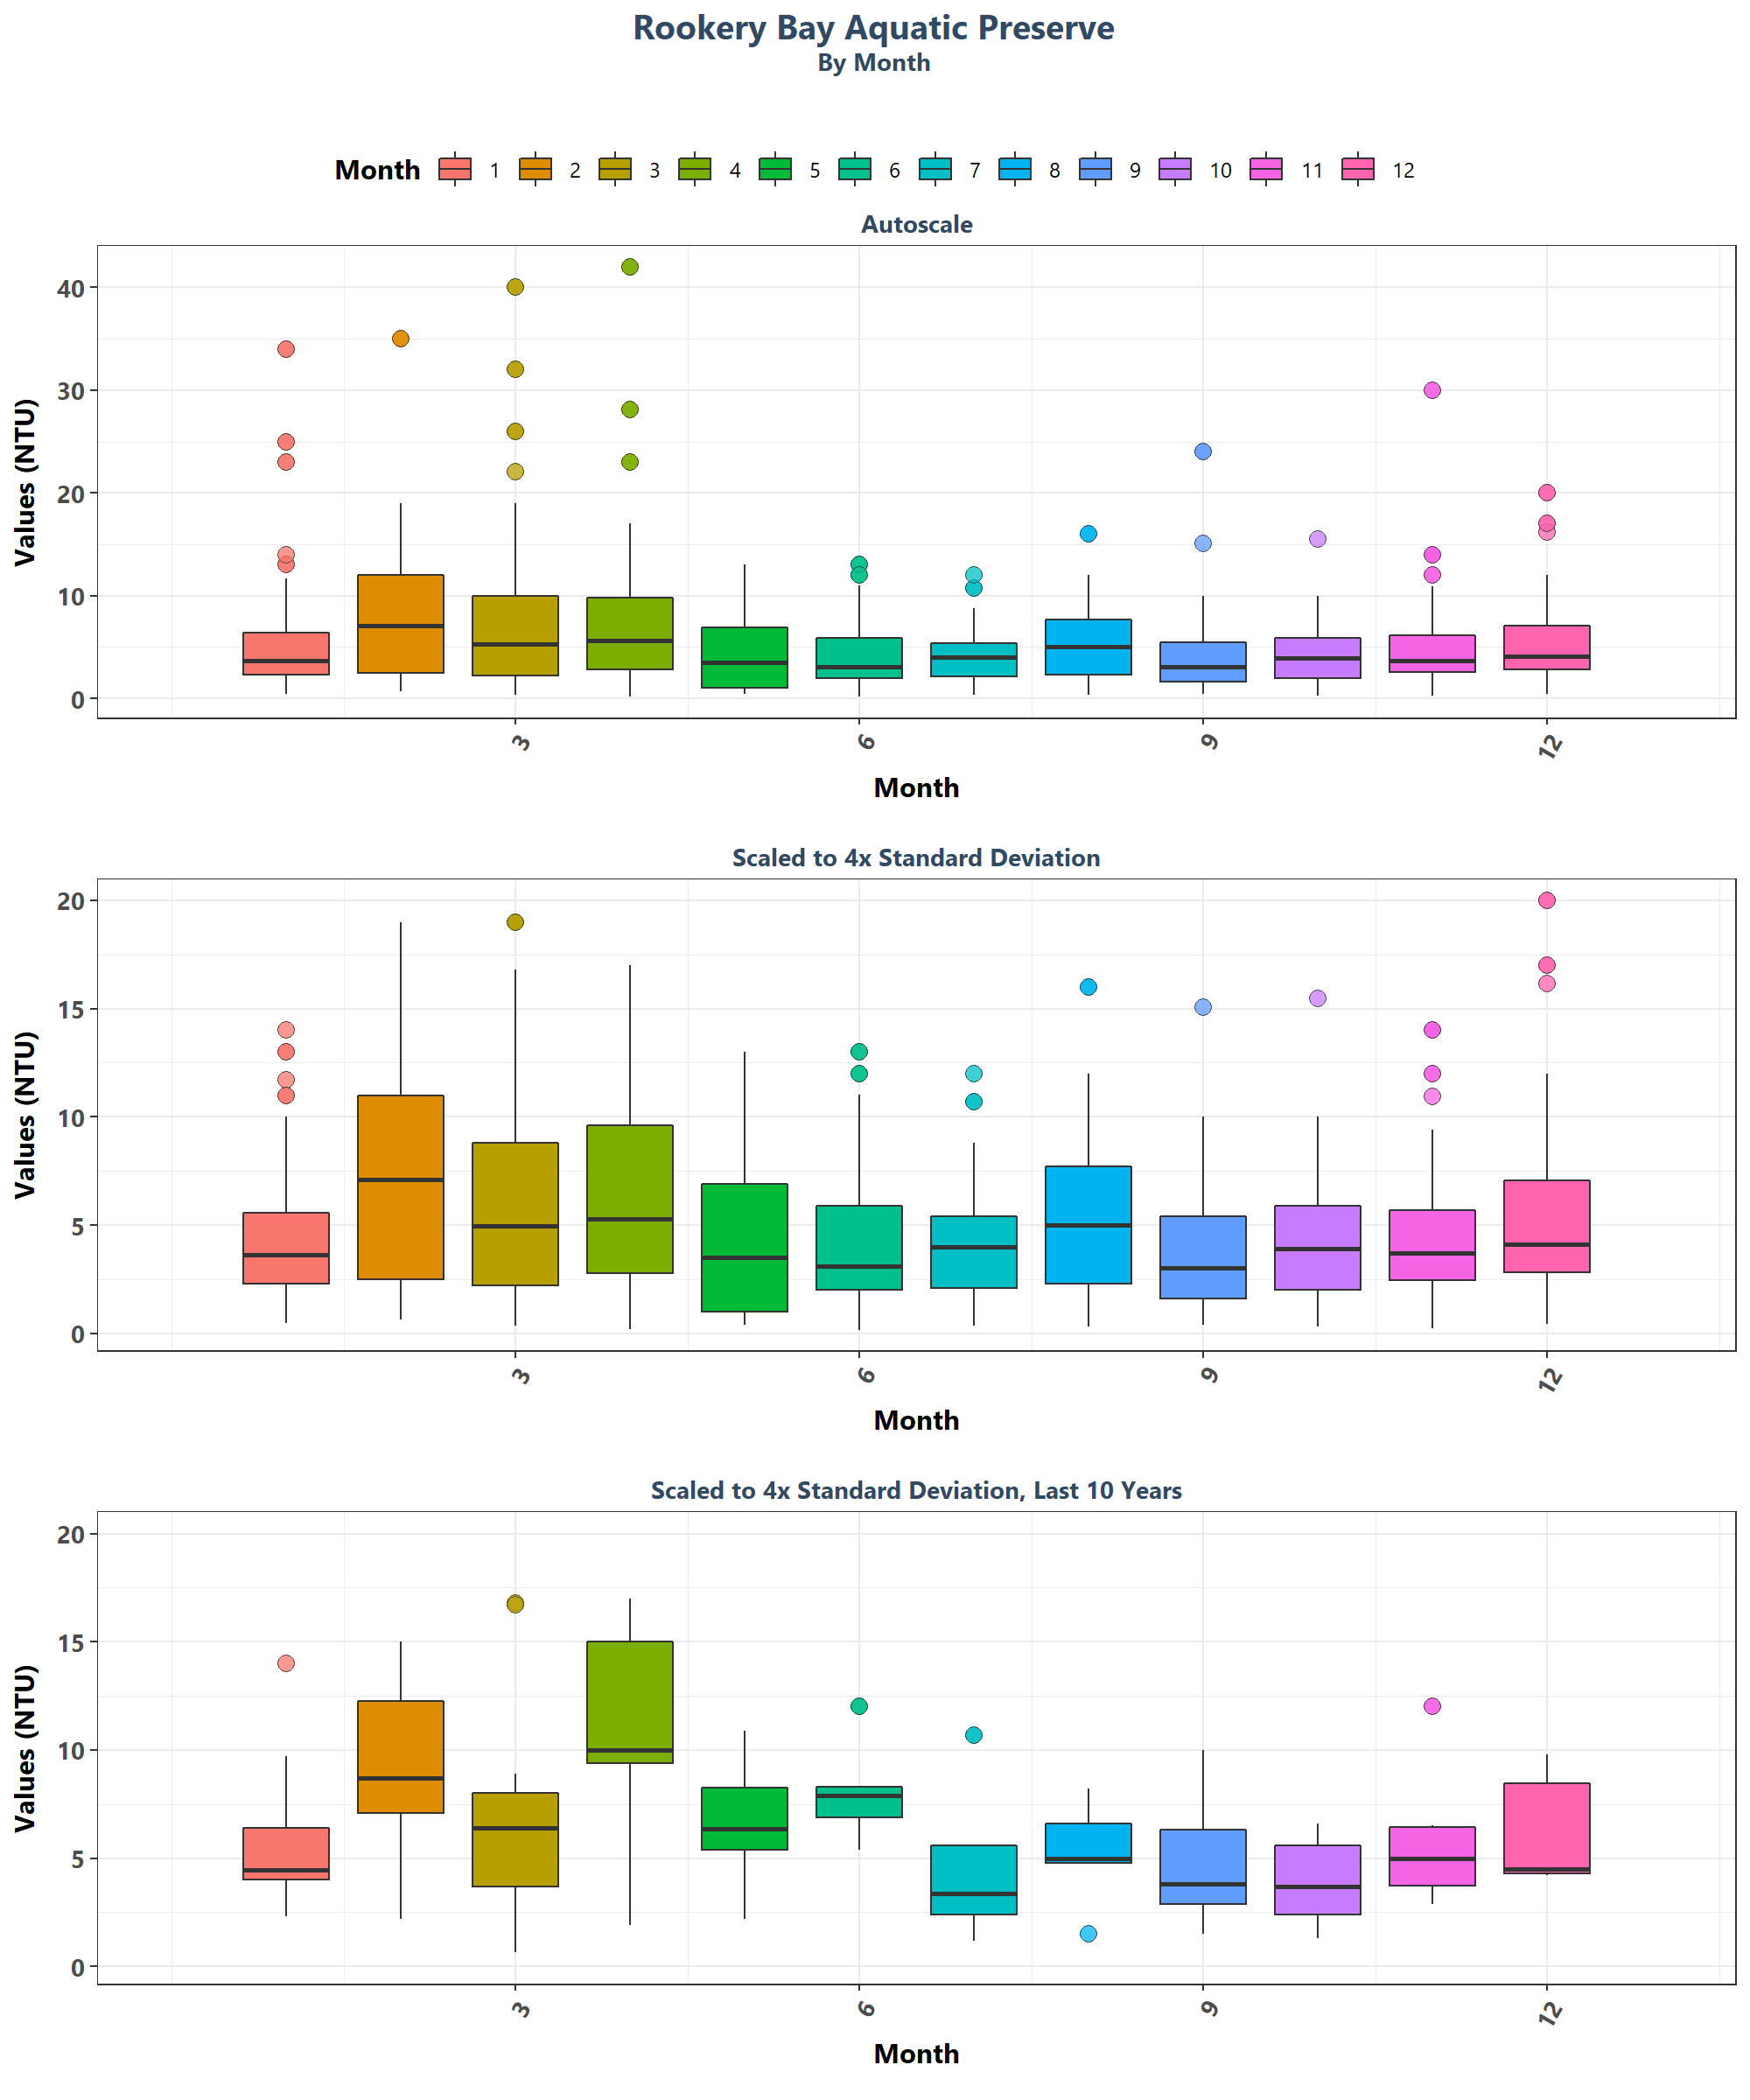 Rookery Bay Aquatic Preserve
By Month
Month 1 2 3 4 5 6 7 8 9 10 11 12
Autoscale
Values (NTU)
40
30
20
10
0
3 6 9 12
Month
Scaled to 4x Standard Deviation
Values (NTU)
20
15
10
5
0
3 6 9 12
Month
Scaled to 4x Standard Deviation, Last 10 Years
Values (NTU)
20
15
10
5
0
3 6 9 12
Month